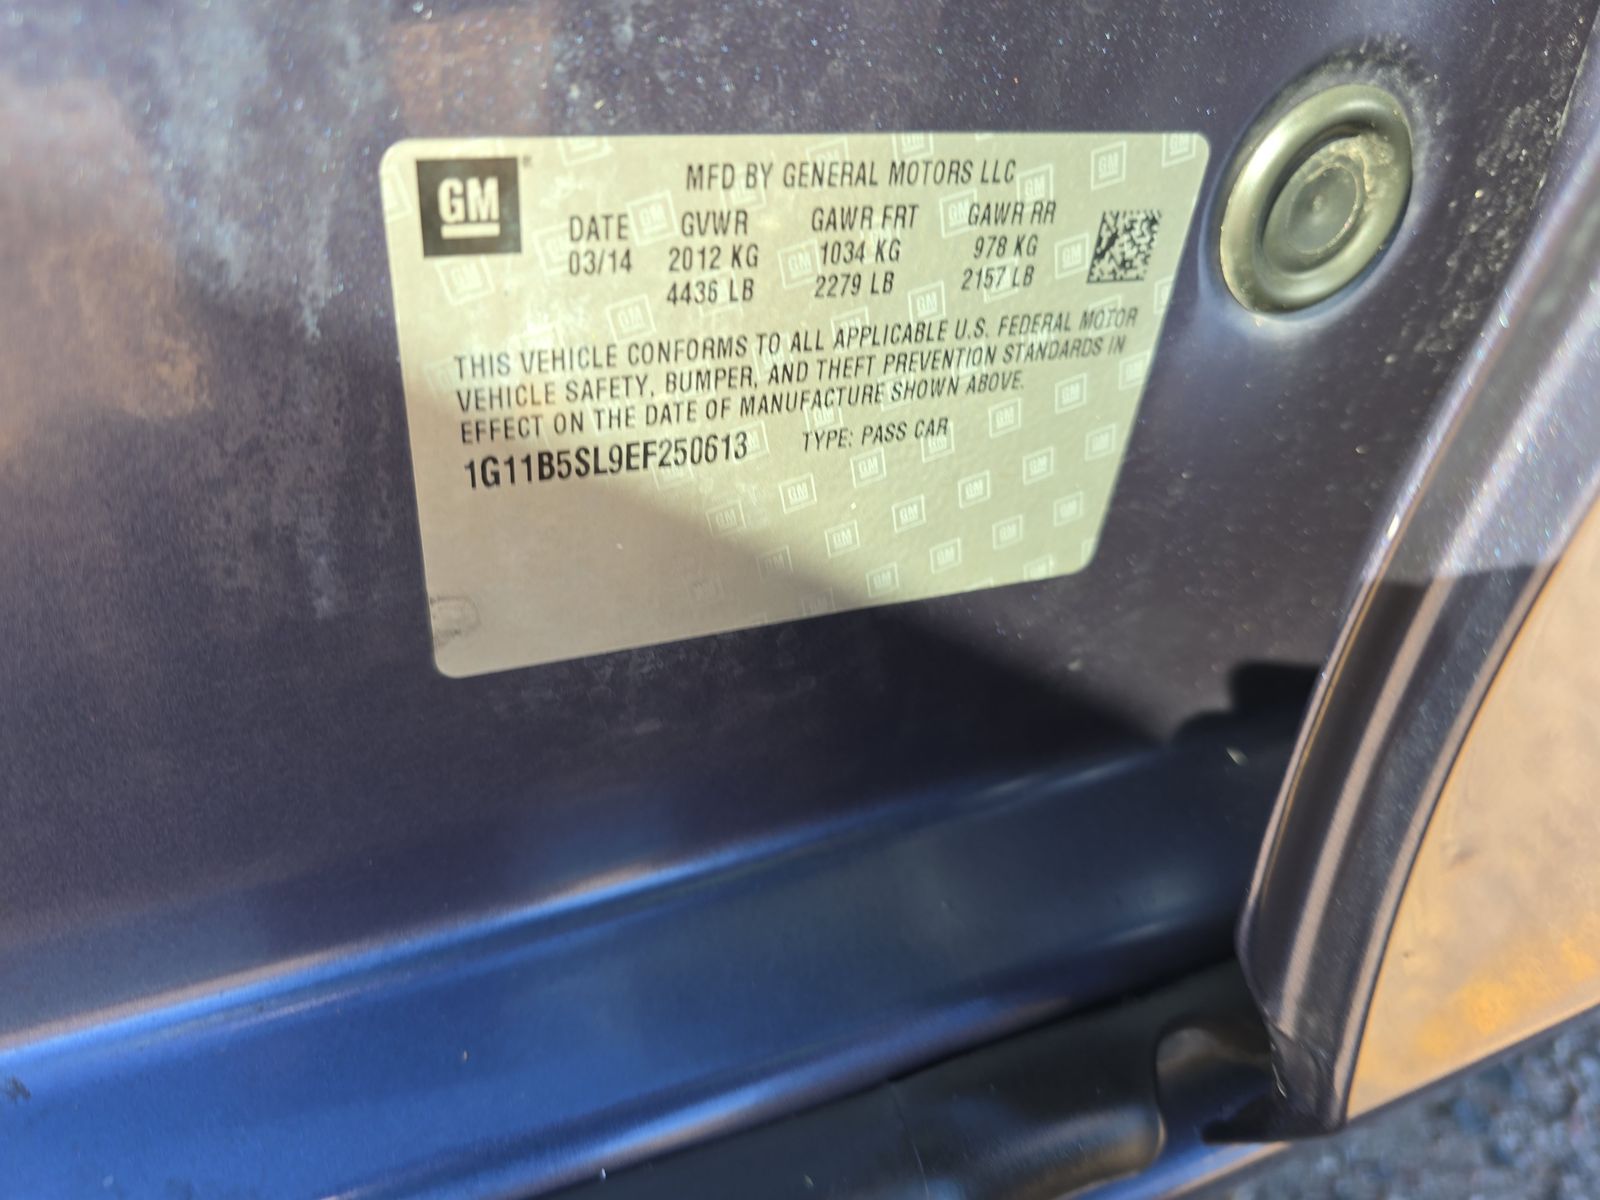 GM
MFD BY GENERAL MOTORS LLC
DATE GVWR GAWR FRT GAWR RR
03/14 2012 KG 1034 KG 978 KG
4436 LB 2279 LB 2157 LB
THIS VEHICLE CONFORMS TO ALL APPLICABLE U.S. FEDERAL MOTOR
VEHICLE SAFETY, BUMPER, AND THEFT PREVENTION STANDARDS IN
EFFECT ON THE DATE OF MANUFACTURE SHOWN ABOVE.
1G11B5SL9EF250613 TYPE: PASS CAR